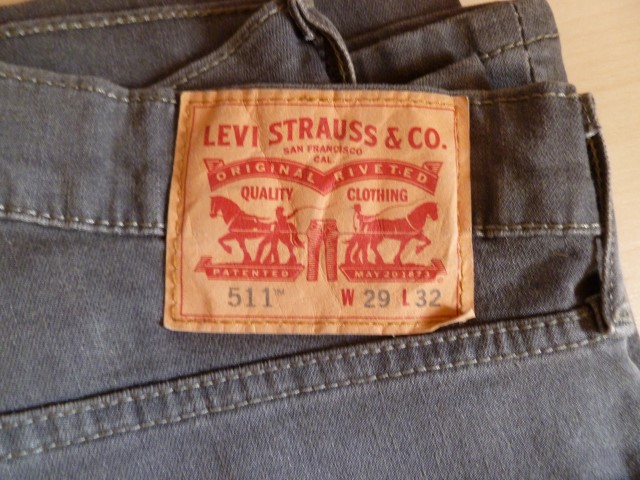 LEVI STRAUSS & CO.
SAN FRANCISCO
CAL
ORIGINAL RIVETED
QUALITY CLOTHING
PATENTED MAY 20 1873
511™ W 29 L 32